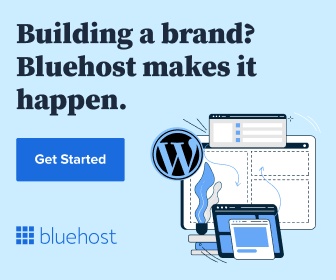 Building a brand?
Bluehost makes it
happen.
Get Started
W
bluehost